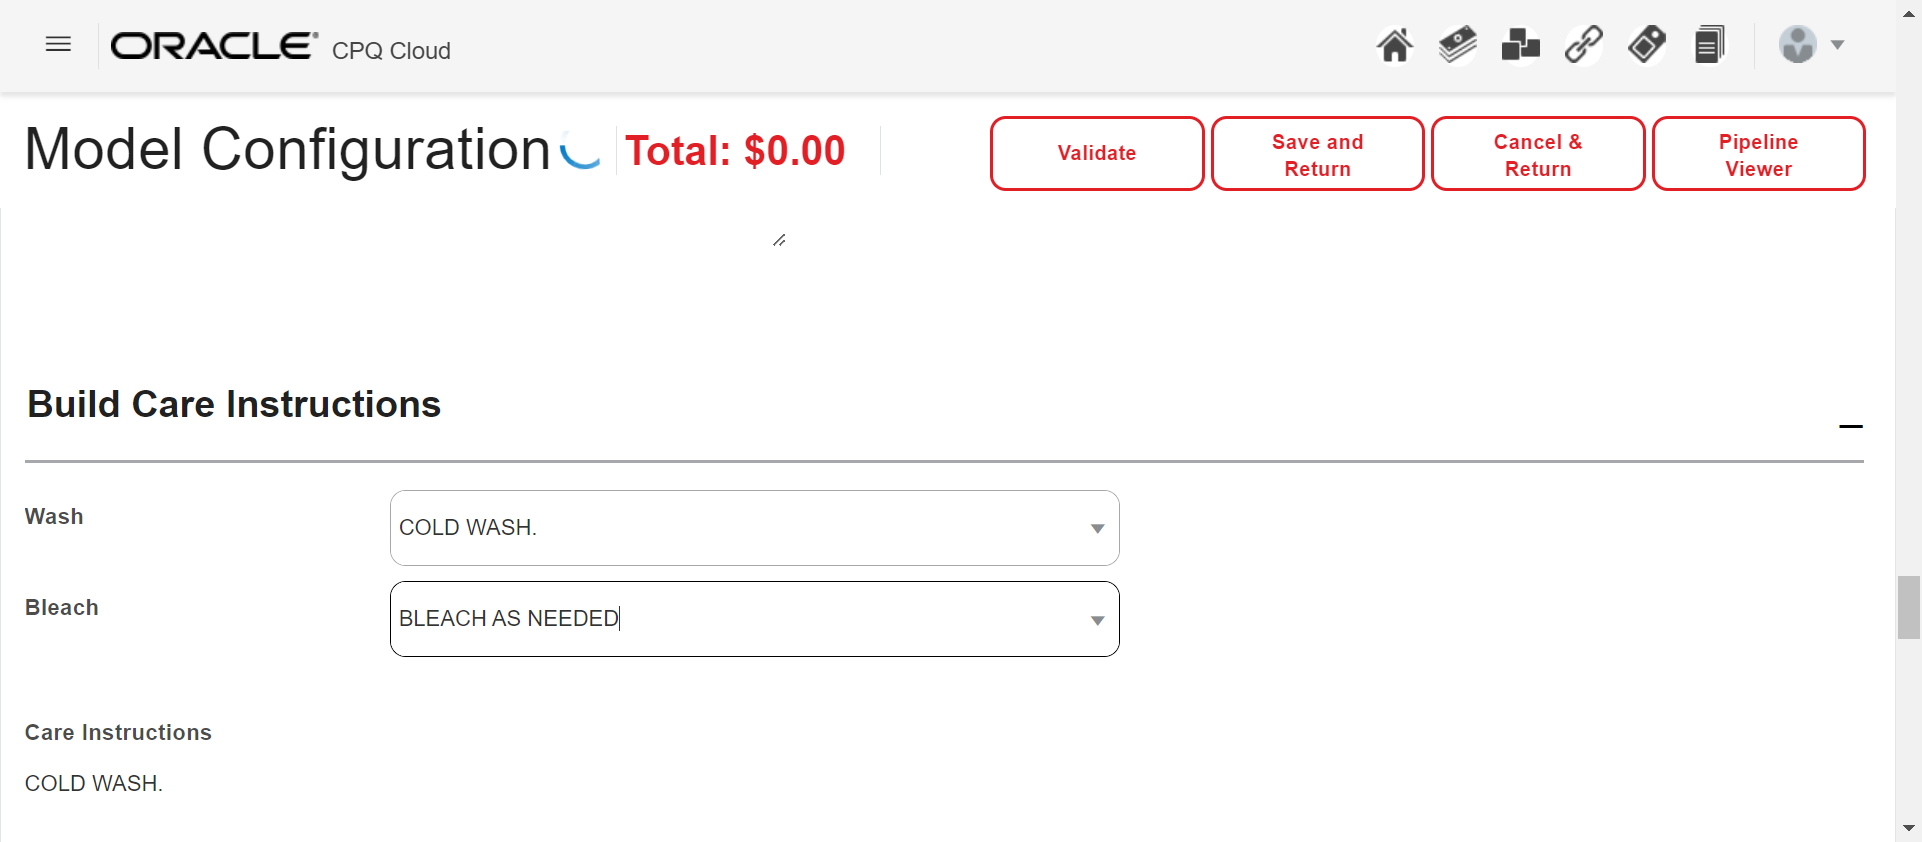 ORACLE® CPQ Cloud
Model Configuration
Total: $0.00
Validate
Save and
Return
Cancel &
Return
Pipeline
Viewer
Build Care Instructions
Wash
COLD WASH.
Bleach
BLEACH AS NEEDED
Care Instructions
COLD WASH.